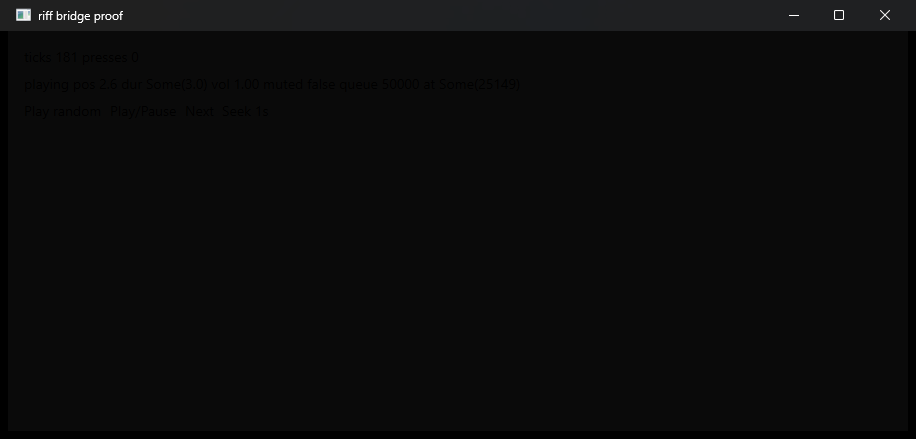 riff bridge proof
ticks 181 presses 0
playing pos 2.6 dur Some(3.0) vol 1.00 muted false queue 50000 at Some(25149)
Play random Play/Pause Next Seek 1s